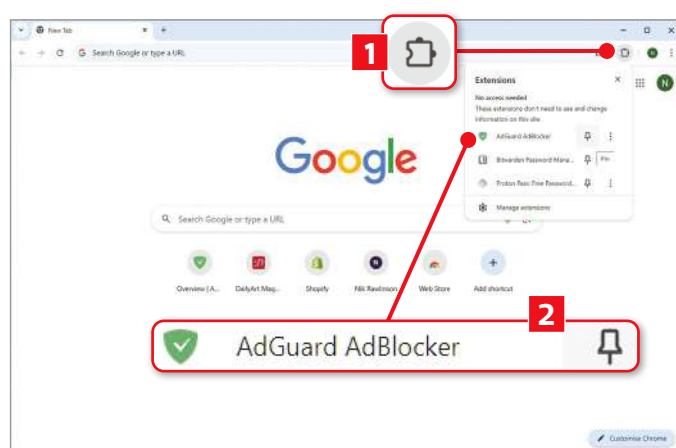 New Tab
Search Google or type a URL
1
Extensions
No access needed
These extensions don't need to see and change
information on this site.
AdGuard AdBlocker
Bitwarden Password Mana...
Pin
Proton Pass: Free Password...
Manage extensions
N
Google
Search Google or type a URL
Overview | A...
DailyArt Mag...
Shopify
Nik Rawlinson
Web Store
Add shortcut
2
AdGuard AdBlocker
Customise Chrome